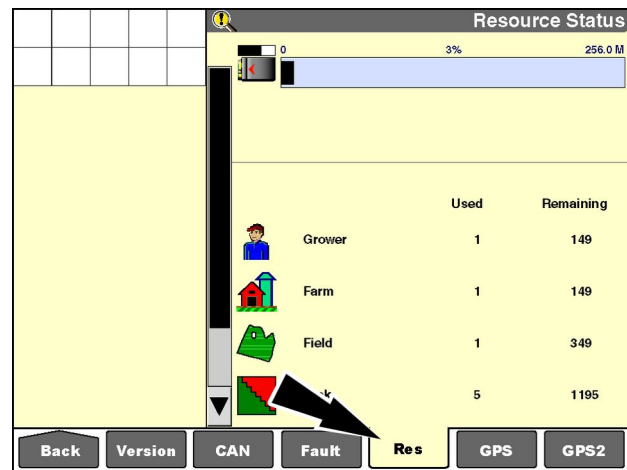 Resource Status
0 3% 256.0 M
Used Remaining
Grower 1 149
Farm 1 149
Field 1 349
5 1195
Back Version CAN Fault Res GPS GPS2